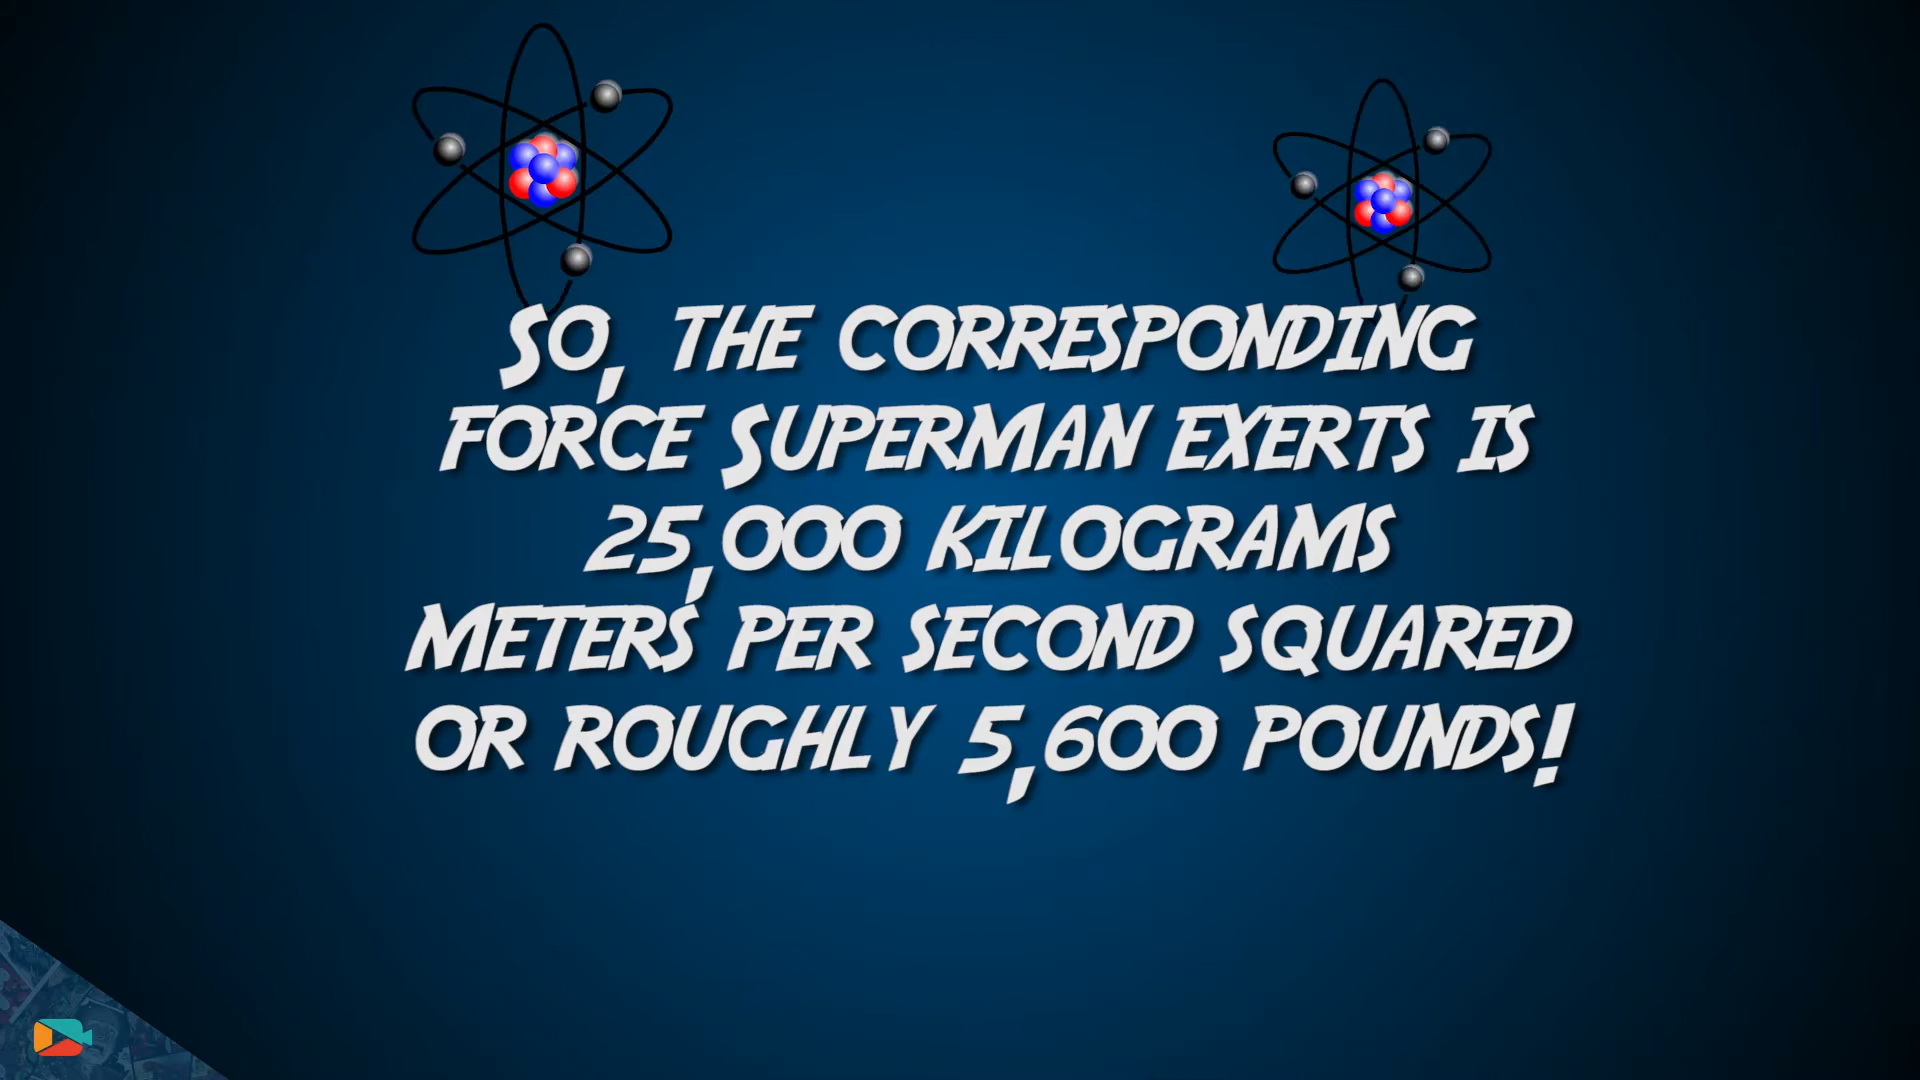 So, the corresponding
force Superman exerts is
25,000 kilograms
meters per second squared
or roughly 5,600 pounds!